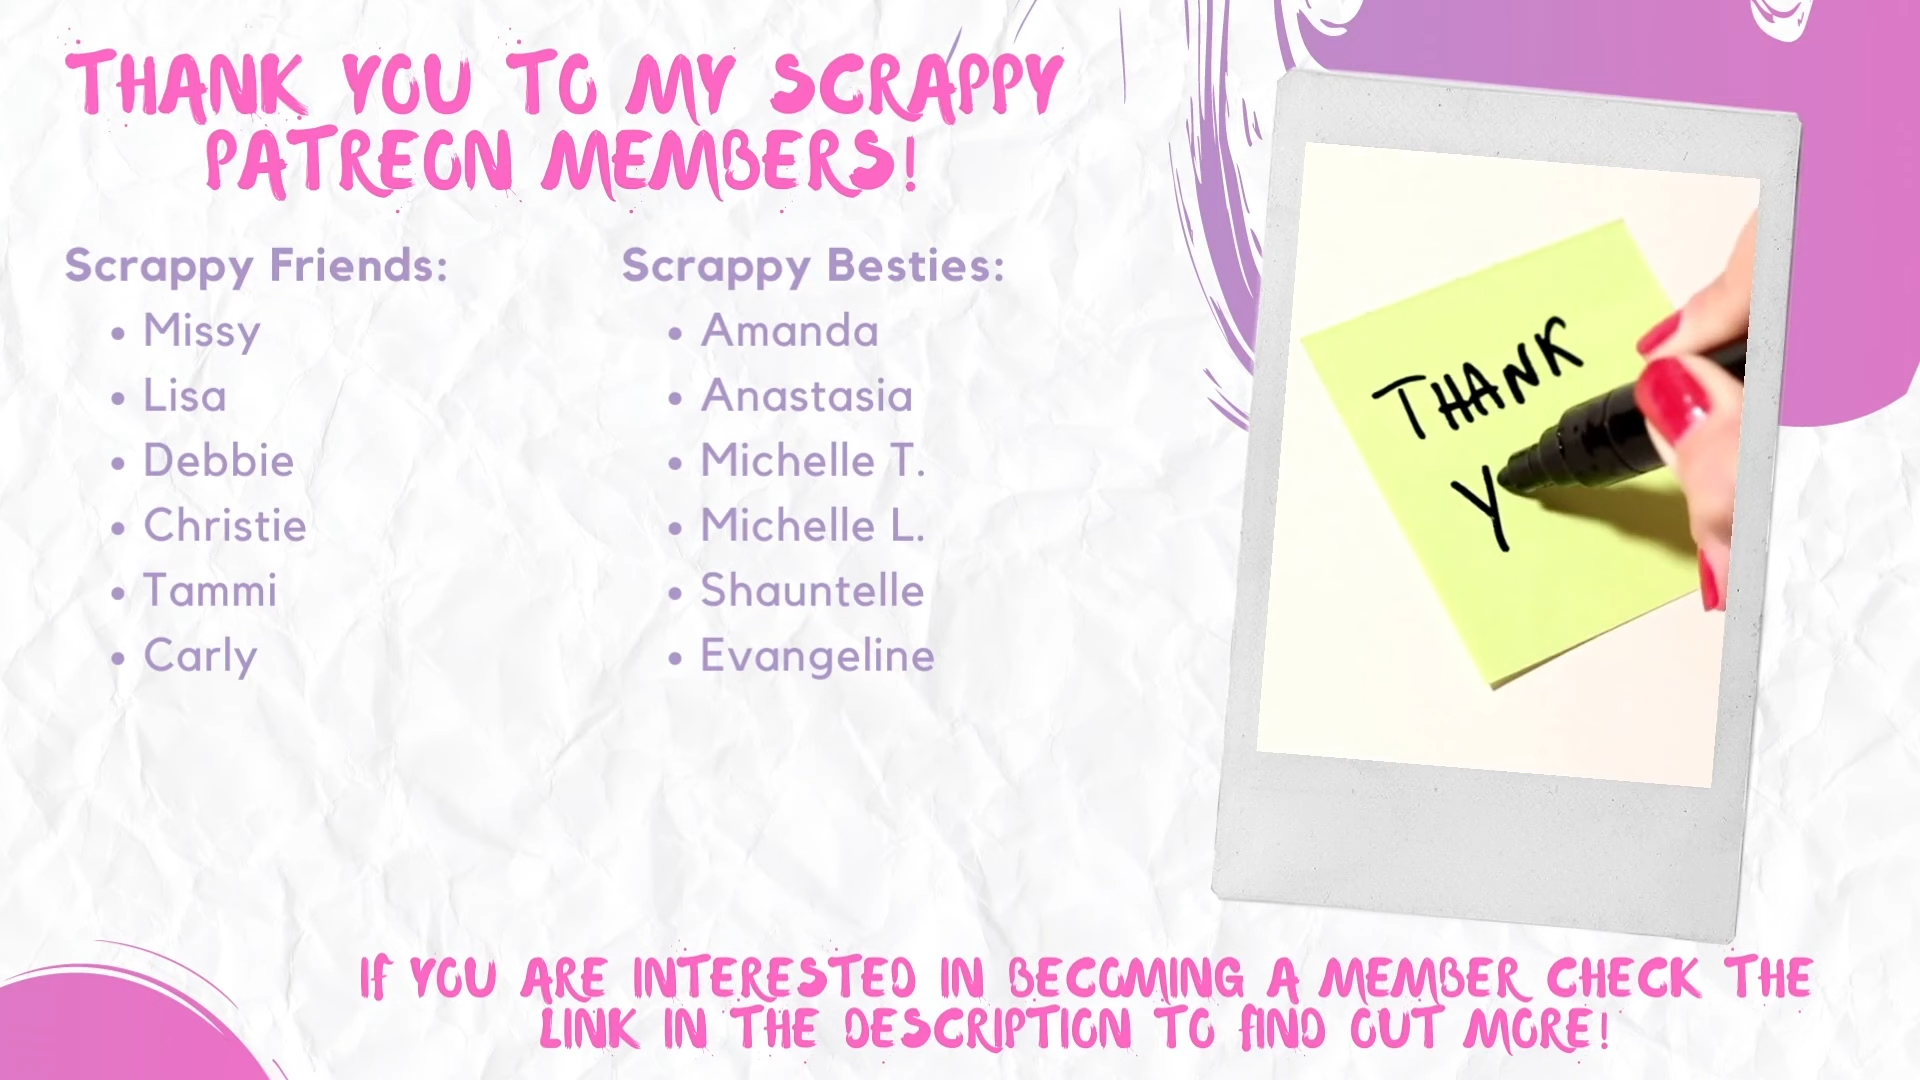 THANK YOU TO MY SCRAPPY
PATREON MEMBERS!
Scrappy Friends:
• Missy
• Lisa
• Debbie
• Christie
• Tammi
• Carly
Scrappy Besties:
• Amanda
• Anastasia
• Michelle T.
• Michelle L.
• Shauntelle
• Evangeline
THANK
Y
If YOU ARE INTERESTED IN BECOMING A MEMBER CHECK THE
LINK IN THE DESCRIPTION TO fIND OUT MORE!